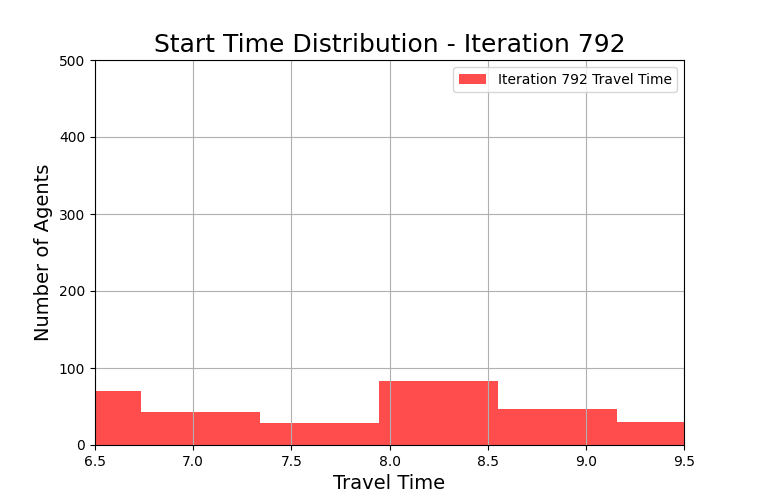 Start Time Distribution - Iteration 792
500
400
300
200
100
0
Number of Agents
Iteration 792 Travel Time
6.5 7.0 7.5 8.0 8.5 9.0 9.5
Travel Time